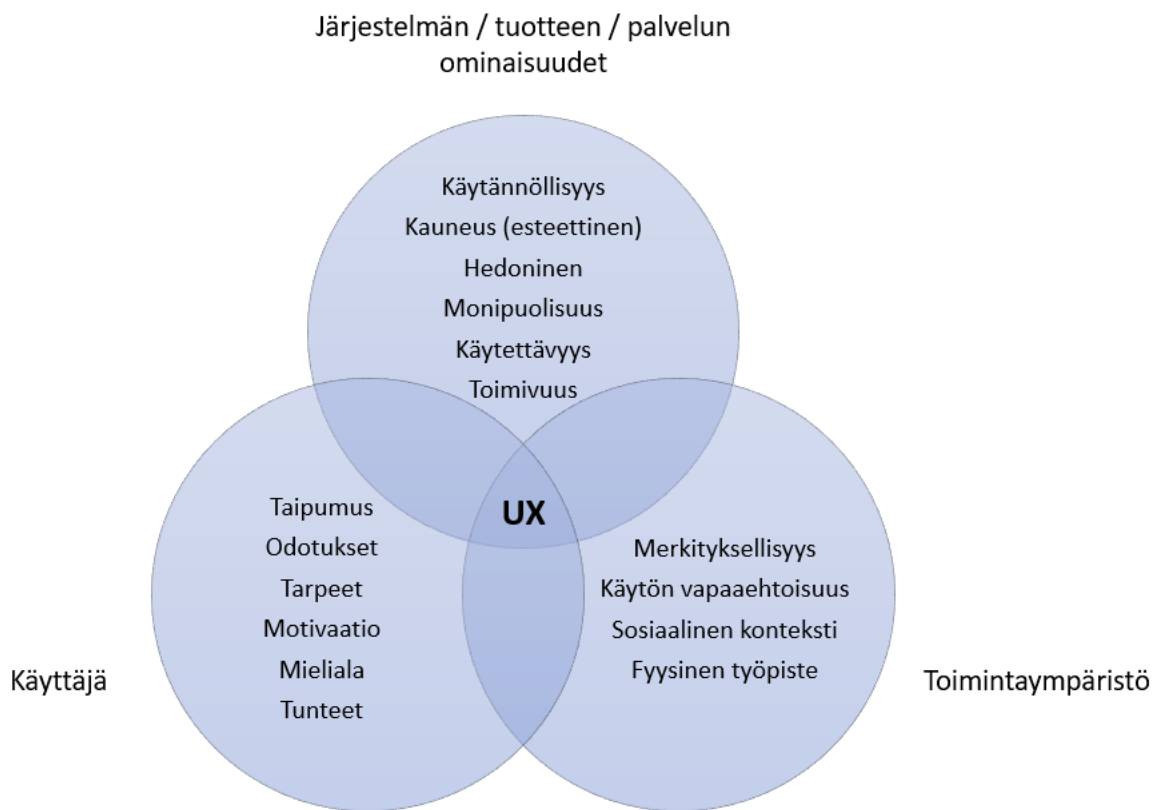 Järjestelmän / tuotteen / palvelun
ominaisuudet
Käytännöllisyys
Kauneus (esteettinen)
Hedoninen
Monipuolisuus
Käytettävyys
Toimivuus
UX
Taipumus
Odotukset
Tarpeet
Motivaatio
Mieliala
Tunteet
Merkityksellisyys
Käytön vapaaehtoisuus
Sosiaalinen konteksti
Fyysinen työpiste
Käyttäjä
Toimintaympäristö